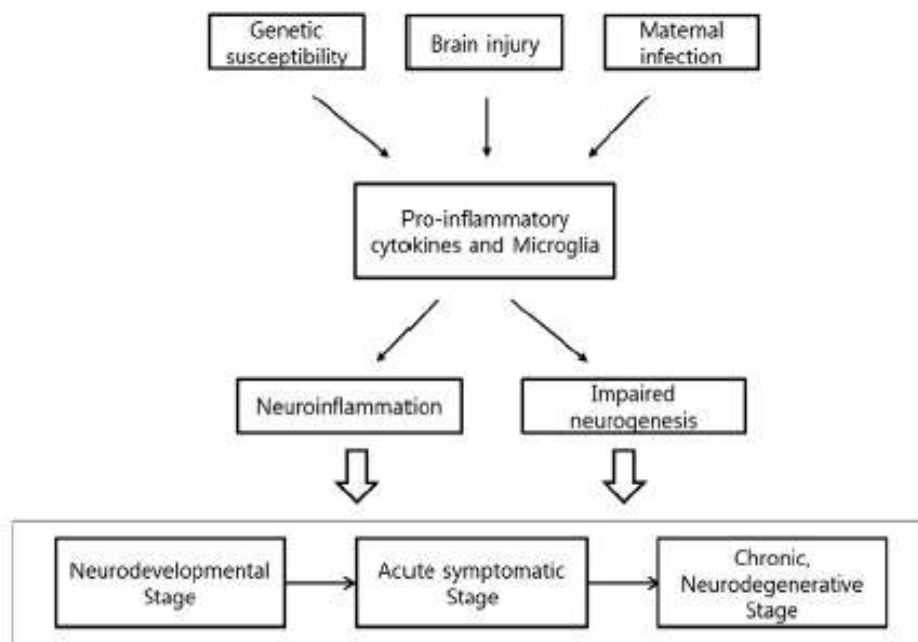 Genetic
susceptibility
Brain injury
Maternal
infection
Pro-inflammatory
cytokines and Microglia
Neuroinflammation
Impaired
neurogenesis
Neurodevelopmental
Stage
Acute symptomatic
Stage
Chronic,
Neurodegenerative
Stage